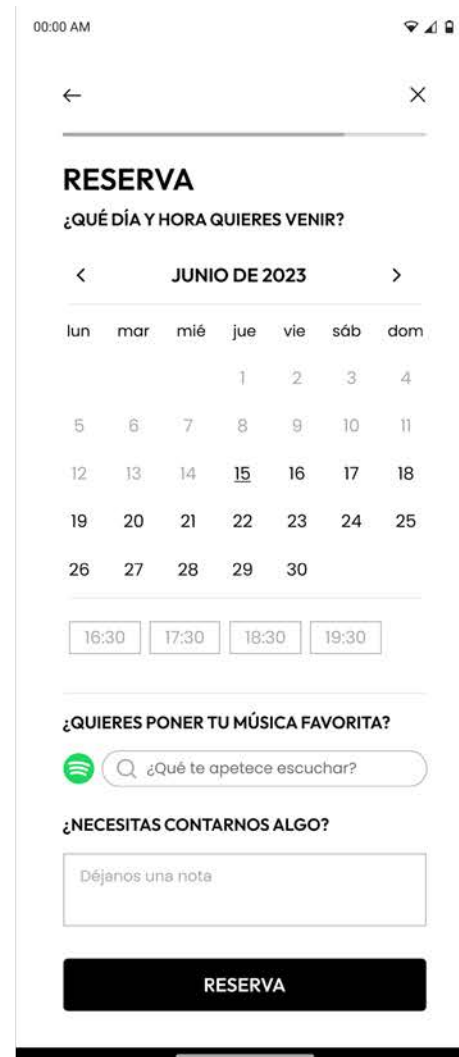 00:00 AM
RESERVA
¿QUÉ DÍA Y HORA QUIERES VENIR?
JUNIO DE 2023
lun mar mié jue vie sáb dom
1 2 3 4
5 6 7 8 9 10 11
12 13 14 15 16 17 18
19 20 21 22 23 24 25
26 27 28 29 30
16:30 17:30 18:30 19:30
¿QUIERES PONER TU MÚSICA FAVORITA?
¿Qué te apetece escuchar?
¿NECESITAS CONTARNOS ALGO?
Déjanos una nota
RESERVA